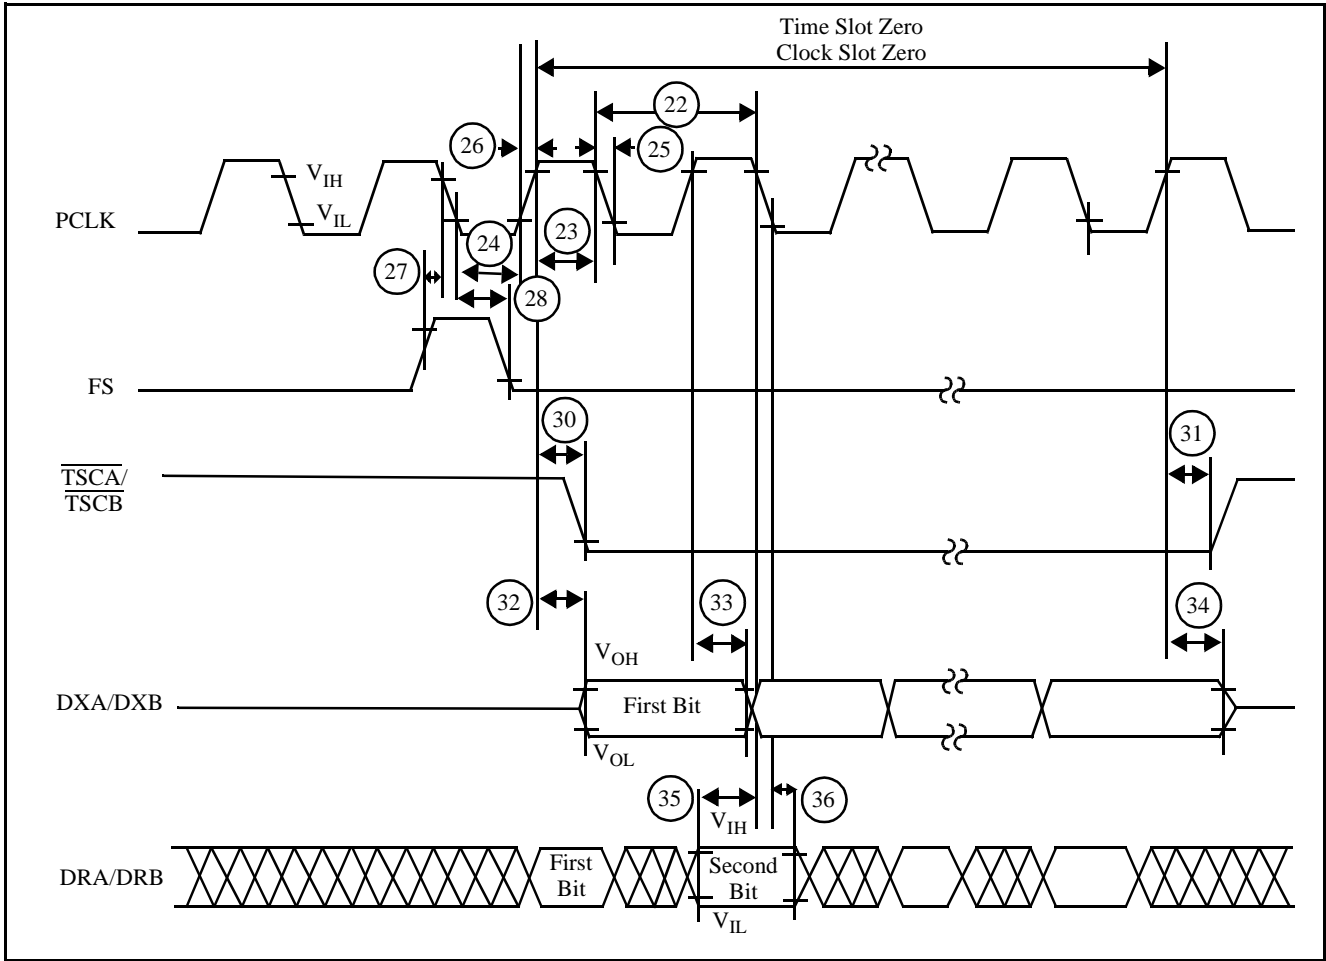 Time Slot Zero
Clock Slot Zero
22
26
25
V_IH
V_IL
PCLK
23
24
27
28
FS
30
31
TSCA/
TSCB
32
33
34
V_OH
DXA/DXB
First Bit
V_OL
35
36
V_IH
DRA/DRB
First
Bit
Second
Bit
V_IL